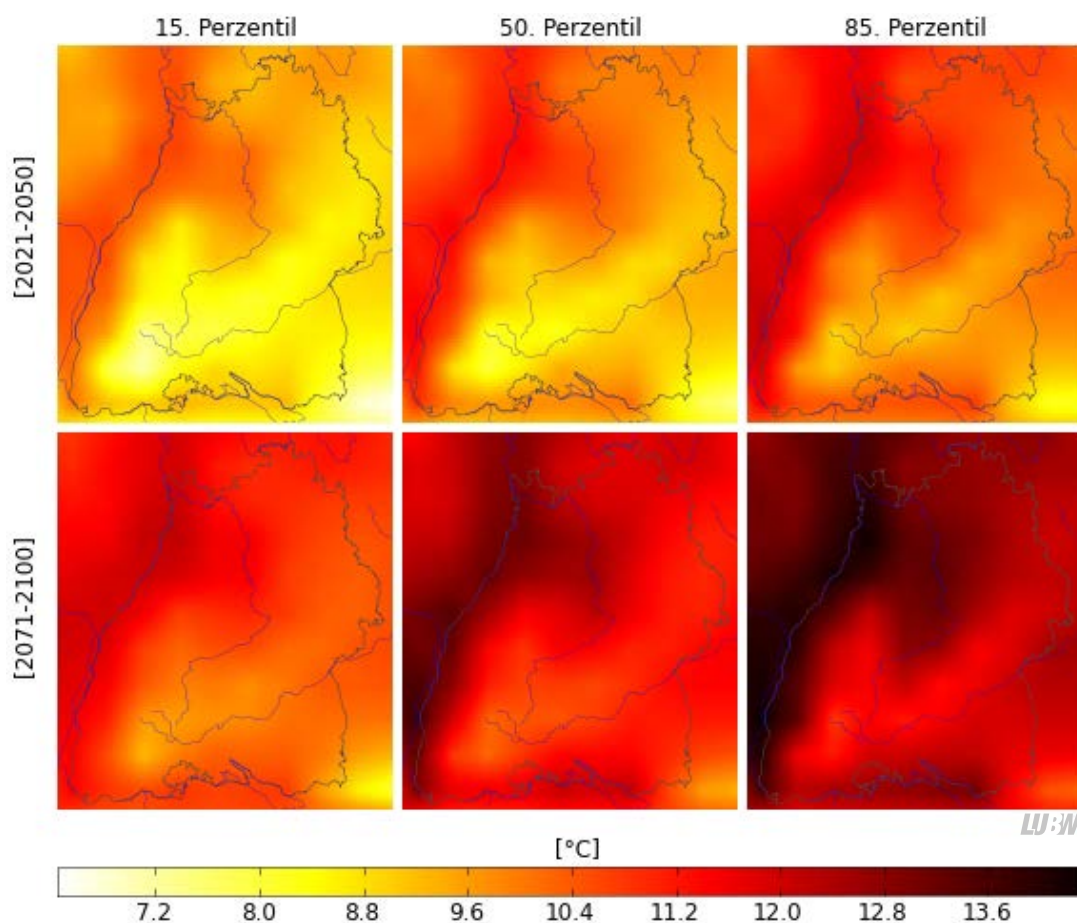 15. Perzentil
50. Perzentil
85. Perzentil
[2021-2050]
[2071-2100]
LUBW
[°C]
7.2
8.0
8.8
9.6
10.4
11.2
12.0
12.8
13.6